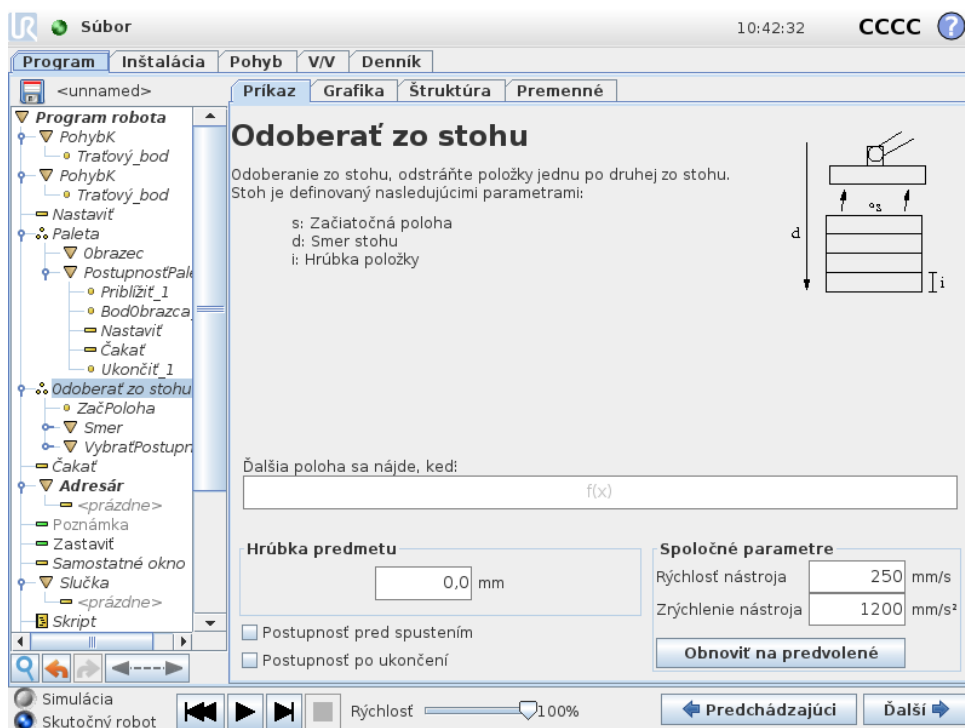 UR Súbor 10:42:32 CCCC ?
Program Inštalácia Pohyb V/V Denník
<unnamed> Príkaz Grafika Štruktúra Premenné
Program robota
PohybK
Traťový_bod
PohybK
Traťový_bod
Nastaviť
Paleta
Obrazec
PostupnosťPale
Priblížiť_1
BodObrazca_
Nastaviť
Čakať
Ukončiť_1
Odoberať zo stohu
ZačPoloha
Smer
VybraťPostupn
Čakať
Adresár
<prázdne>
Poznámka
Zastaviť
Samostatné okno
Slučka
<prázdne>
Skript
Odoberať zo stohu
Odoberanie zo stohu, odstráňte položky jednu po druhej zo stohu.
Stoh je definovaný nasledujúcimi parametrami:
s: Začiatočná poloha
d: Smer stohu
i: Hrúbka položky
s
d
i
Ďalšia poloha sa nájde, keď:
f(x)
Hrúbka predmetu
0,0 mm
Postupnosť pred spustením
Postupnosť po ukončení
Spoločné parametre
Rýchlosť nástroja 250 mm/s
Zrýchlenie nástroja 1200 mm/s²
Obnoviť na predvolené
Simulácia
Skutočný robot
Rýchlosť 100%
Predchádzajúci Ďalší